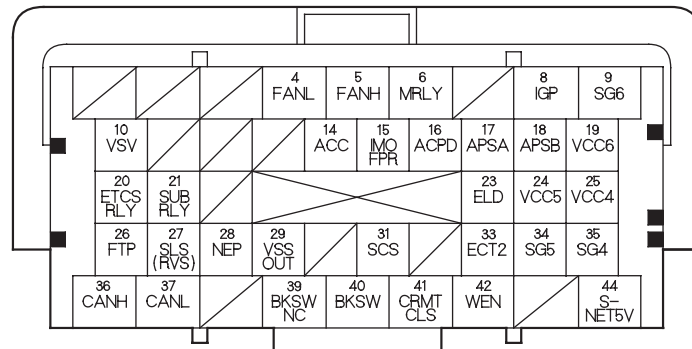 4 5 6 8 9
FANL FANH MRLY IGP SG6
10 14 15 16 17 18 19
VSV ACC IMO FPR ACPD APSA APSB VCC6
20 21 23 24 25
ETCS RLY SUB RLY ELD VCC5 VCC4
26 27 28 29 31 33 34 35
FTP SLS (RVS) NEP VSS OUT SCS ECT2 SG5 SG4
36 37 39 40 41 42 44
CANH CANL BKSW NC BKSW CRMT CLS WEN S-NET5V